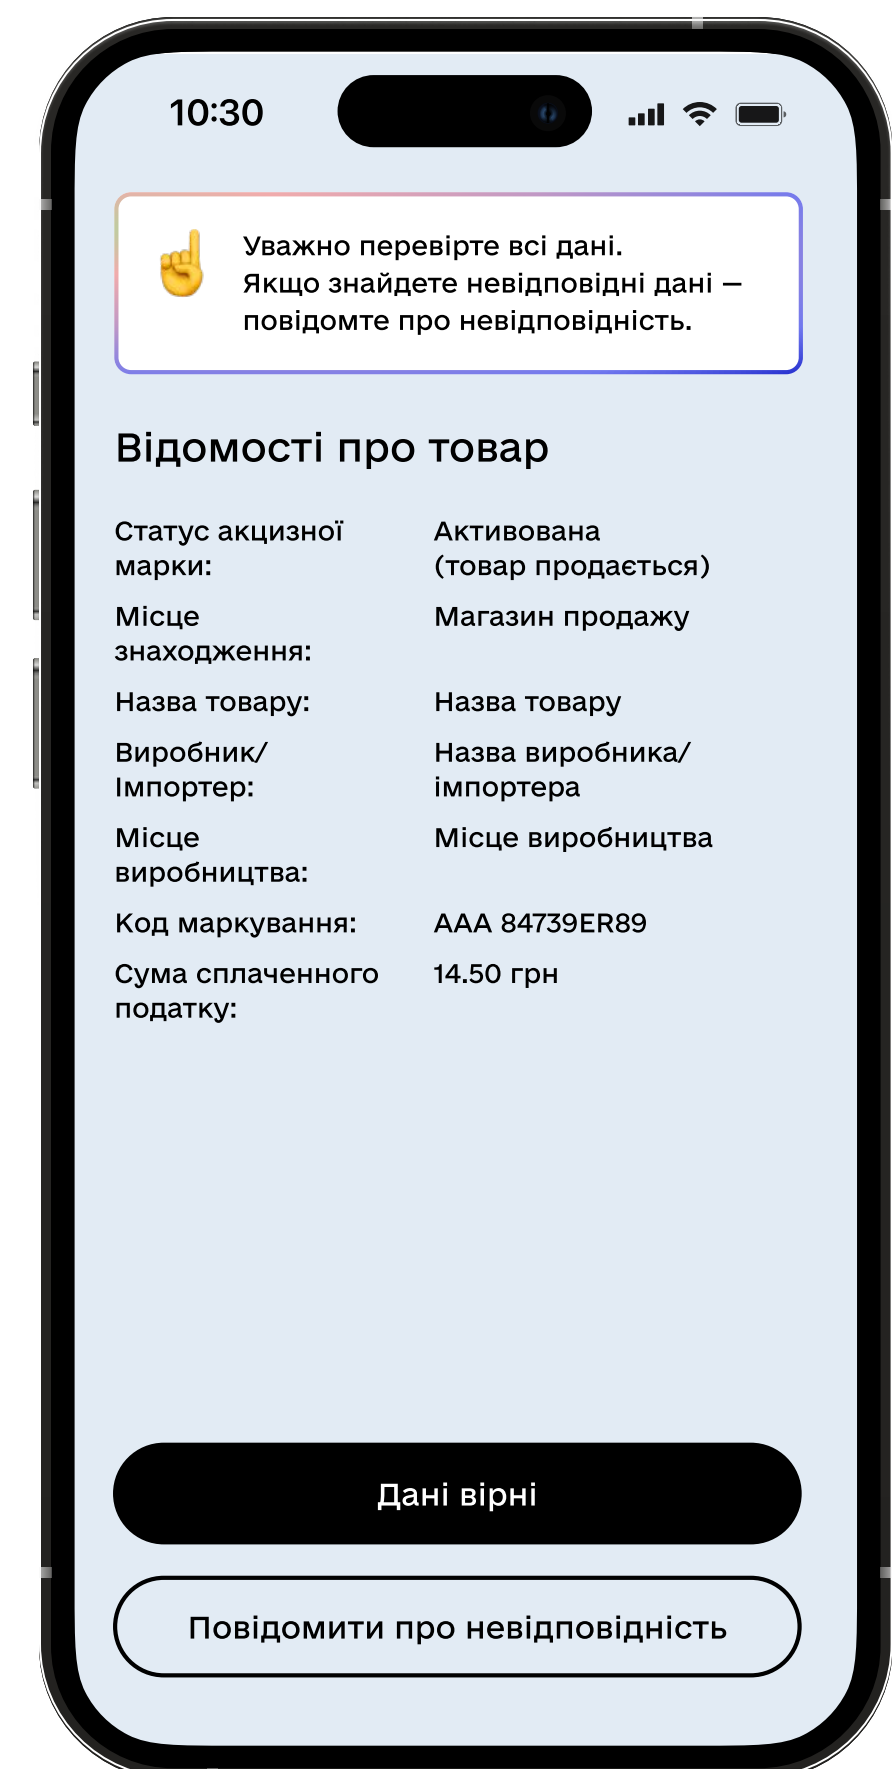 10:30
Уважно перевірте всі дані.
Якщо знайдете невідповідні дані —
повідомте про невідповідність.
Відомості про товар
Статус акцизної
марки:
Активована
(товар продається)
Місце
знаходження:
Магазин продажу
Назва товару:
Назва товару
Виробник/
Імпортер:
Назва виробника/
імпортера
Місце
виробництва:
Місце виробництва
Код маркування:
AAA 84739ER89
Сума сплаченного
податку:
14.50 грн
Дані вірні
Повідомити про невідповідність